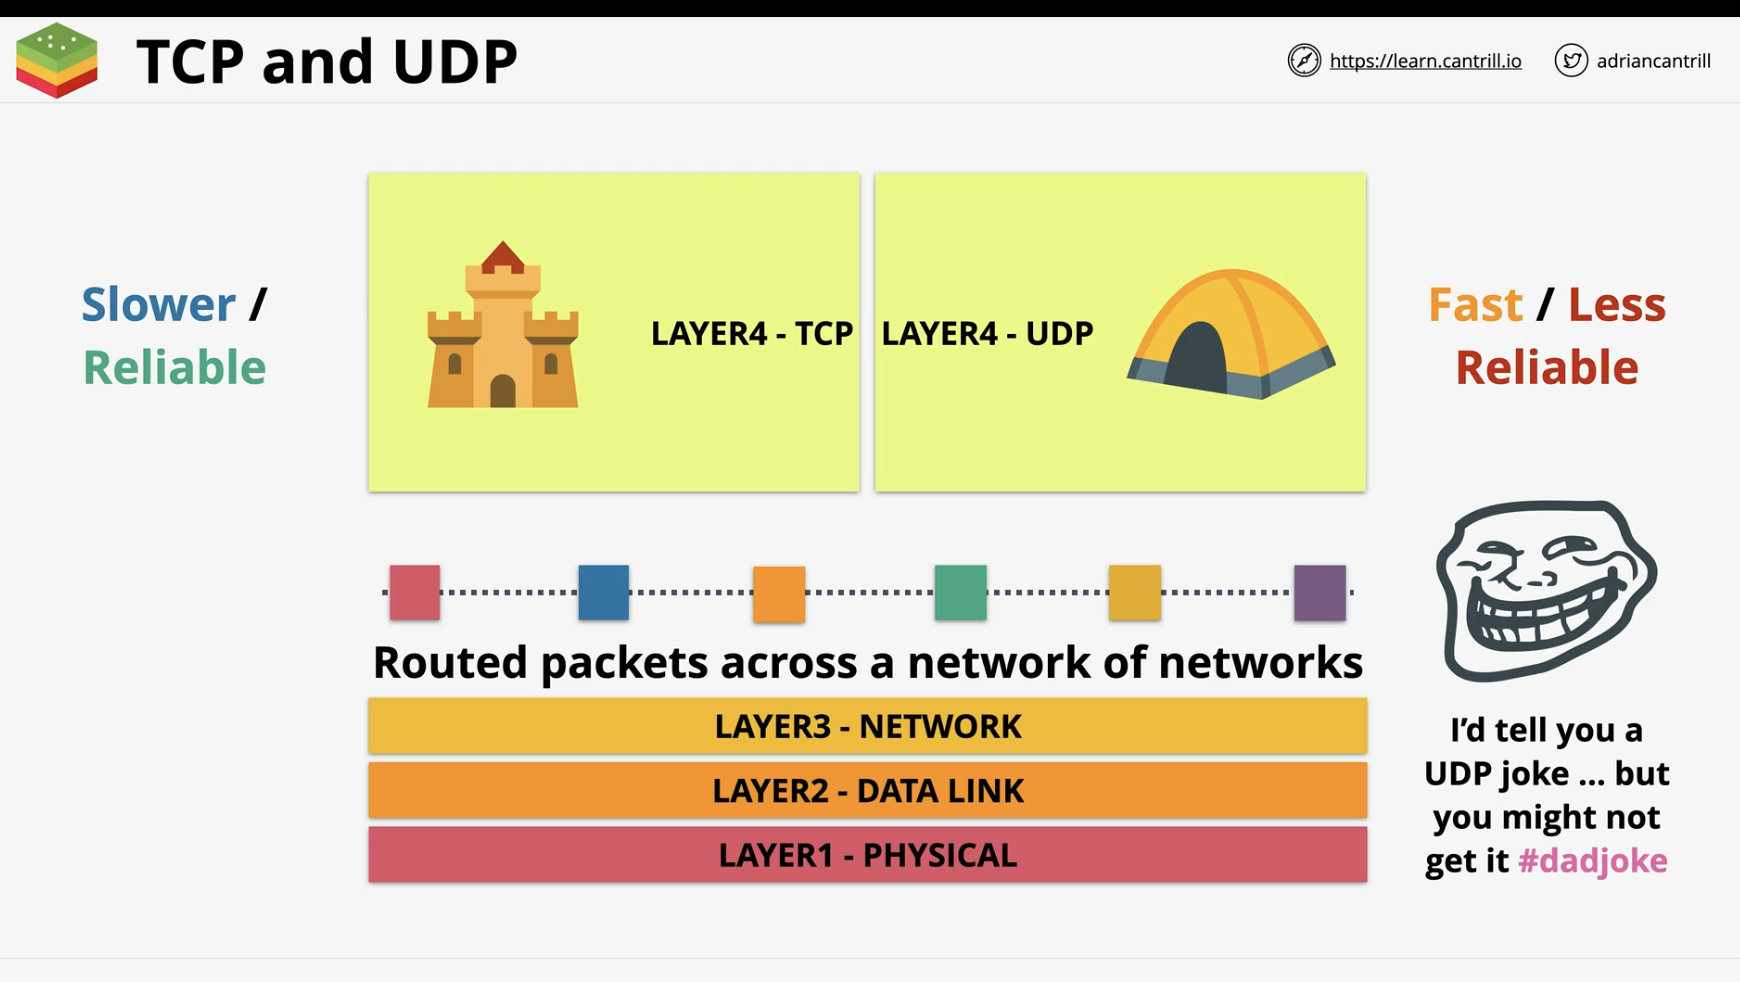 TCP and UDP
https://learn.cantrill.io
adriancantrill
Slower /
Reliable
LAYER4 - TCP
LAYER4 - UDP
Fast / Less
Reliable
Routed packets across a network of networks
LAYER3 - NETWORK
LAYER2 - DATA LINK
LAYER1 - PHYSICAL
I’d tell you a
UDP joke ... but
you might not
get it #dadjoke